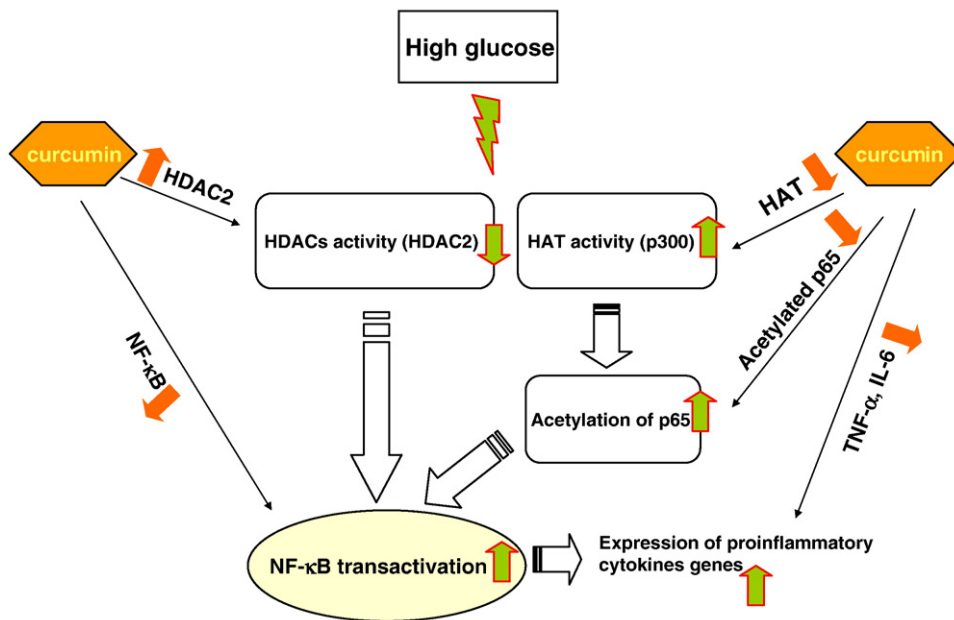 High glucose
curcumin
curcumin
HDAC2
HAT
HDACs activity (HDAC2)
HAT activity (p300)
Acetylated p65
NF-κB
TNF-α, IL-6
Acetylation of p65
NF-κB transactivation
Expression of proinflammatory
cytokines genes